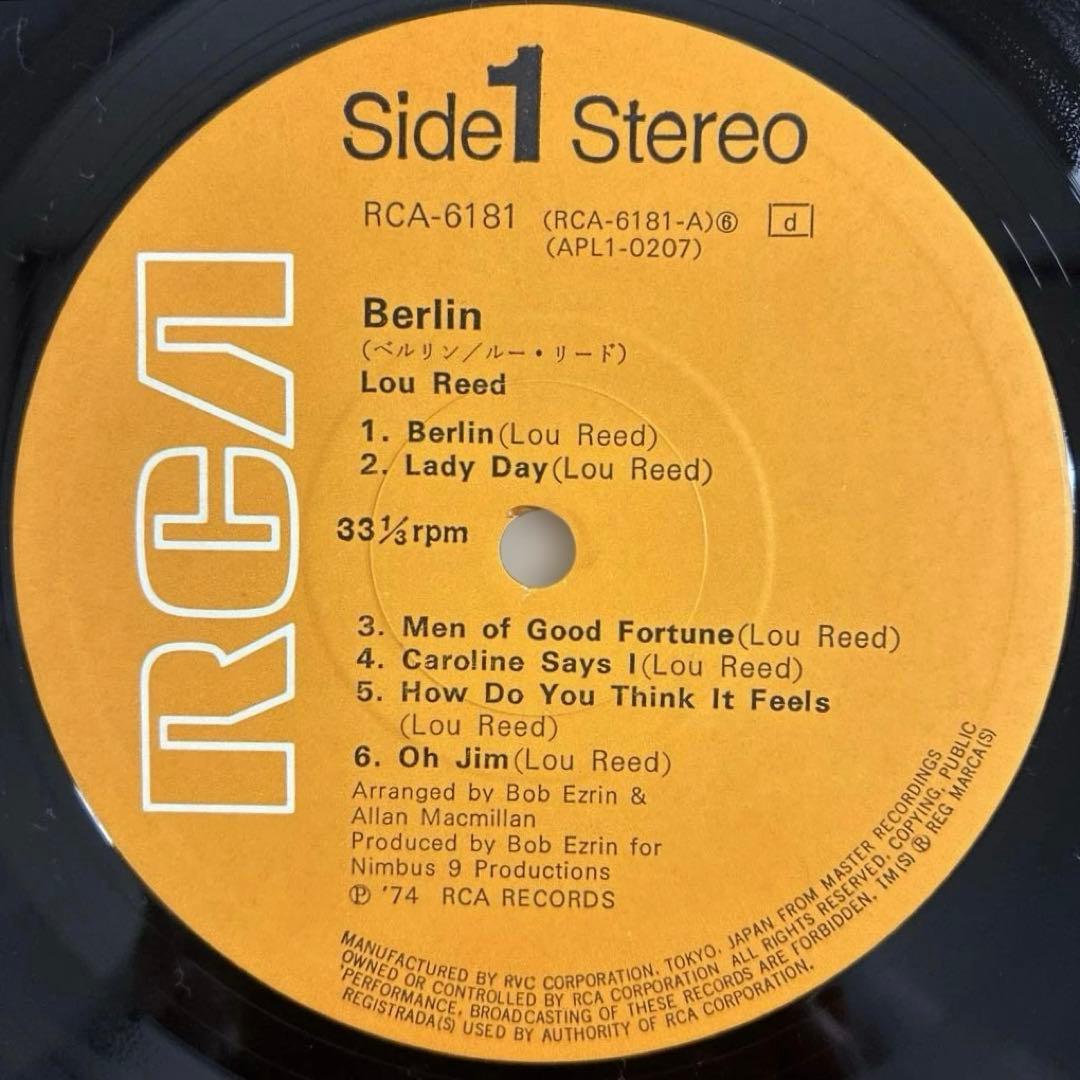 Side 1 Stereo
RCA-6181 (RCA-6181-A)⑥ d
(APL1-0207)
RCA
Berlin
(ベルリン/ルー・リード)
Lou Reed
1. Berlin(Lou Reed)
2. Lady Day(Lou Reed)
33⅓rpm
3. Men of Good Fortune(Lou Reed)
4. Caroline Says I(Lou Reed)
5. How Do You Think It Feels
(Lou Reed)
6. Oh Jim(Lou Reed)
Arranged by Bob Ezrin &
Allan Macmillan
Produced by Bob Ezrin for
Nimbus 9 Productions
Ⓟ '74 RCA RECORDS
MANUFACTURED BY RVC CORPORATION, TOKYO, JAPAN FROM MASTER RECORDINGS
OWNED OR CONTROLLED BY RCA CORPORATION ALL RIGHTS RESERVED, COPYING, PUBLIC
'PERFORMANCE, BROADCASTING OF THESE RECORDS ARE FORBIDDEN, TM(S) ® REG MARCA(S)
REGISTRADA(S) USED BY AUTHORITY OF RCA CORPORATION.